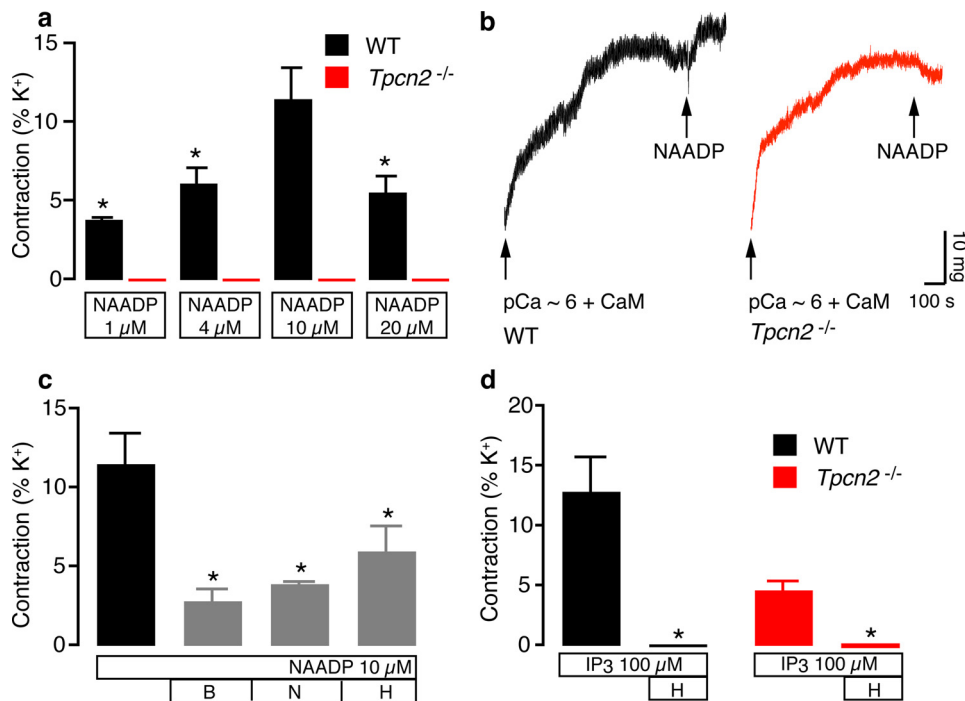 a
15
10
5
0
Contraction (% K⁺)
WT
Tpcn2 -/-
*
*
*
NAADP
1 µM
NAADP
4 µM
NAADP
10 µM
NAADP
20 µM
b
NAADP
NAADP
pCa ~ 6 + CaM
WT
pCa ~ 6 + CaM
Tpcn2 -/-
10 mg
100 s
c
15
10
5
0
Contraction (% K⁺)
*
*
*
NAADP 10 µM
B
N
H
d
20
15
10
5
0
Contraction (% K⁺)
WT
Tpcn2 -/-
*
*
IP3 100 µM
H
IP3 100 µM
H